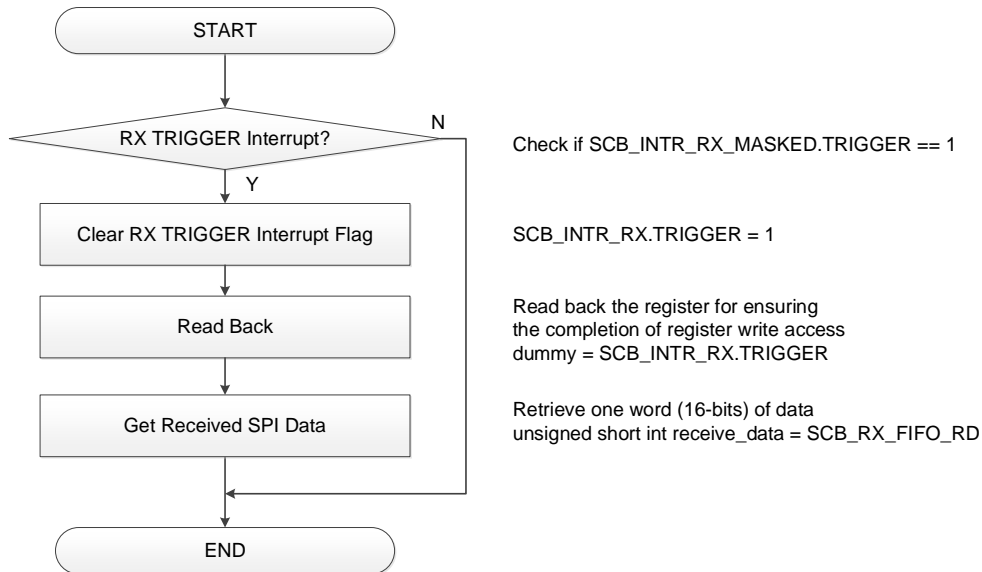 START
RX TRIGGER Interrupt?
N
Check if SCB_INTR_RX_MASKED.TRIGGER == 1
Y
Clear RX TRIGGER Interrupt Flag
SCB_INTR_RX.TRIGGER = 1
Read Back
Read back the register for ensuring
the completion of register write access
dummy = SCB_INTR_RX.TRIGGER
Get Received SPI Data
Retrieve one word (16-bits) of data
unsigned short int receive_data = SCB_RX_FIFO_RD
END